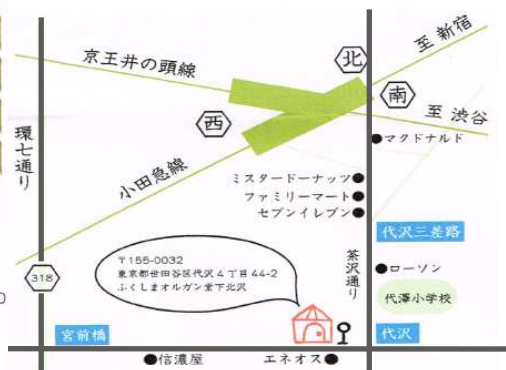 至 新宿
京王井の頭線
北
南
至 渋谷
西
マクドナルド
環七通り
小田急線
ミスタードーナッツ
ファミリーマート
セブンイレブン
代沢三差路
茶沢通り
〒155-0032
東京都世田谷区代沢4丁目44-2
ふくしまオルガン堂下北沢
318
ローソン
代澤小学校
宮前橋
代沢
信濃屋
エネオス